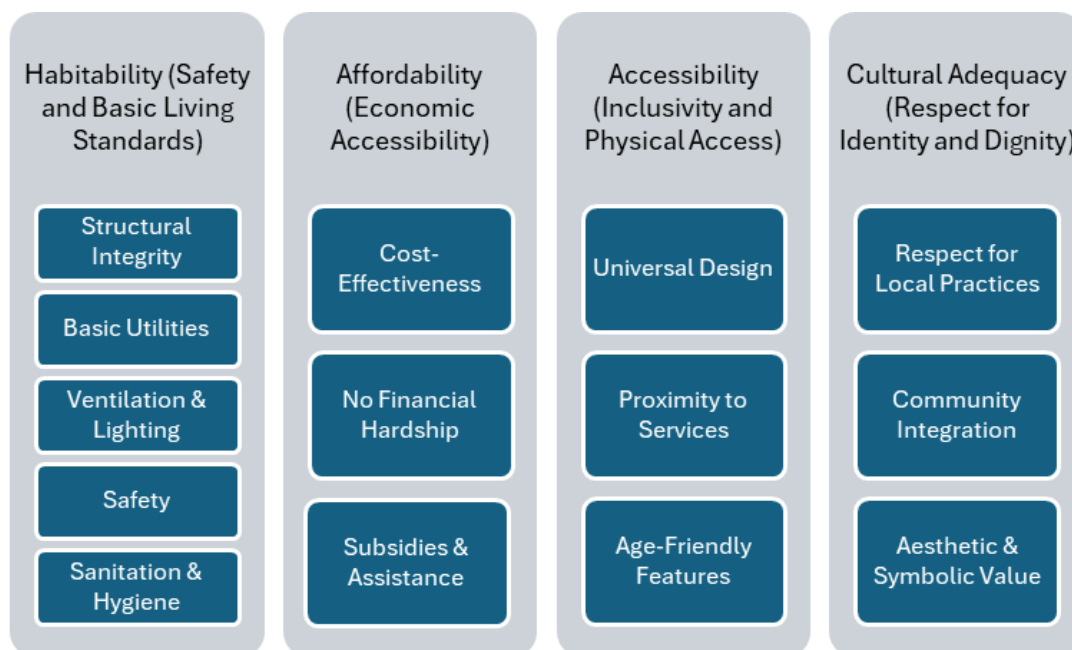 Habitability (Safety
and Basic Living
Standards)
Structural
Integrity
Basic Utilities
Ventilation &
Lighting
Safety
Sanitation &
Hygiene
Affordability
(Economic
Accessibility)
Cost-
Effectiveness
No Financial
Hardship
Subsidies &
Assistance
Accessibility
(Inclusivity and
Physical Access)
Universal Design
Proximity to
Services
Age-Friendly
Features
Cultural Adequacy
(Respect for
Identity and Dignity)
Respect for
Local Practices
Community
Integration
Aesthetic &
Symbolic Value